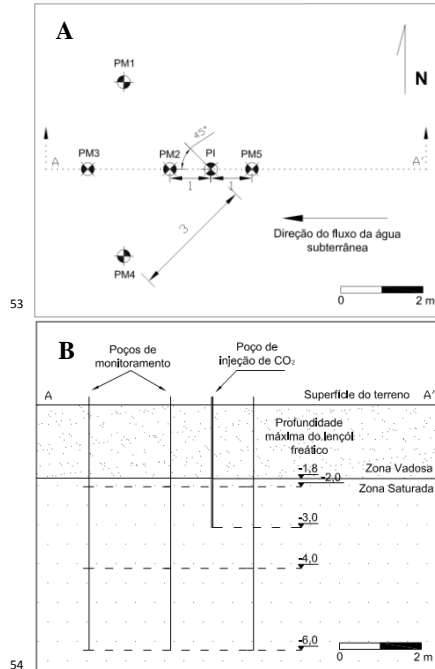 A
PM1
N
45°
PM3
PM2
PI
PM5
A
A'
1
1
3
Direção do fluxo da água
subterrânea
PM4
0
2 m
53
B
Poços de
monitoramento
Poço de
injeção de CO₂
A
Superfície do terreno
A'
Profundidade
máxima do lençól
freático
-1,8
Zona Vadosa
-2,0
Zona Saturada
-3,0
-4,0
-6,0
0
2 m
54